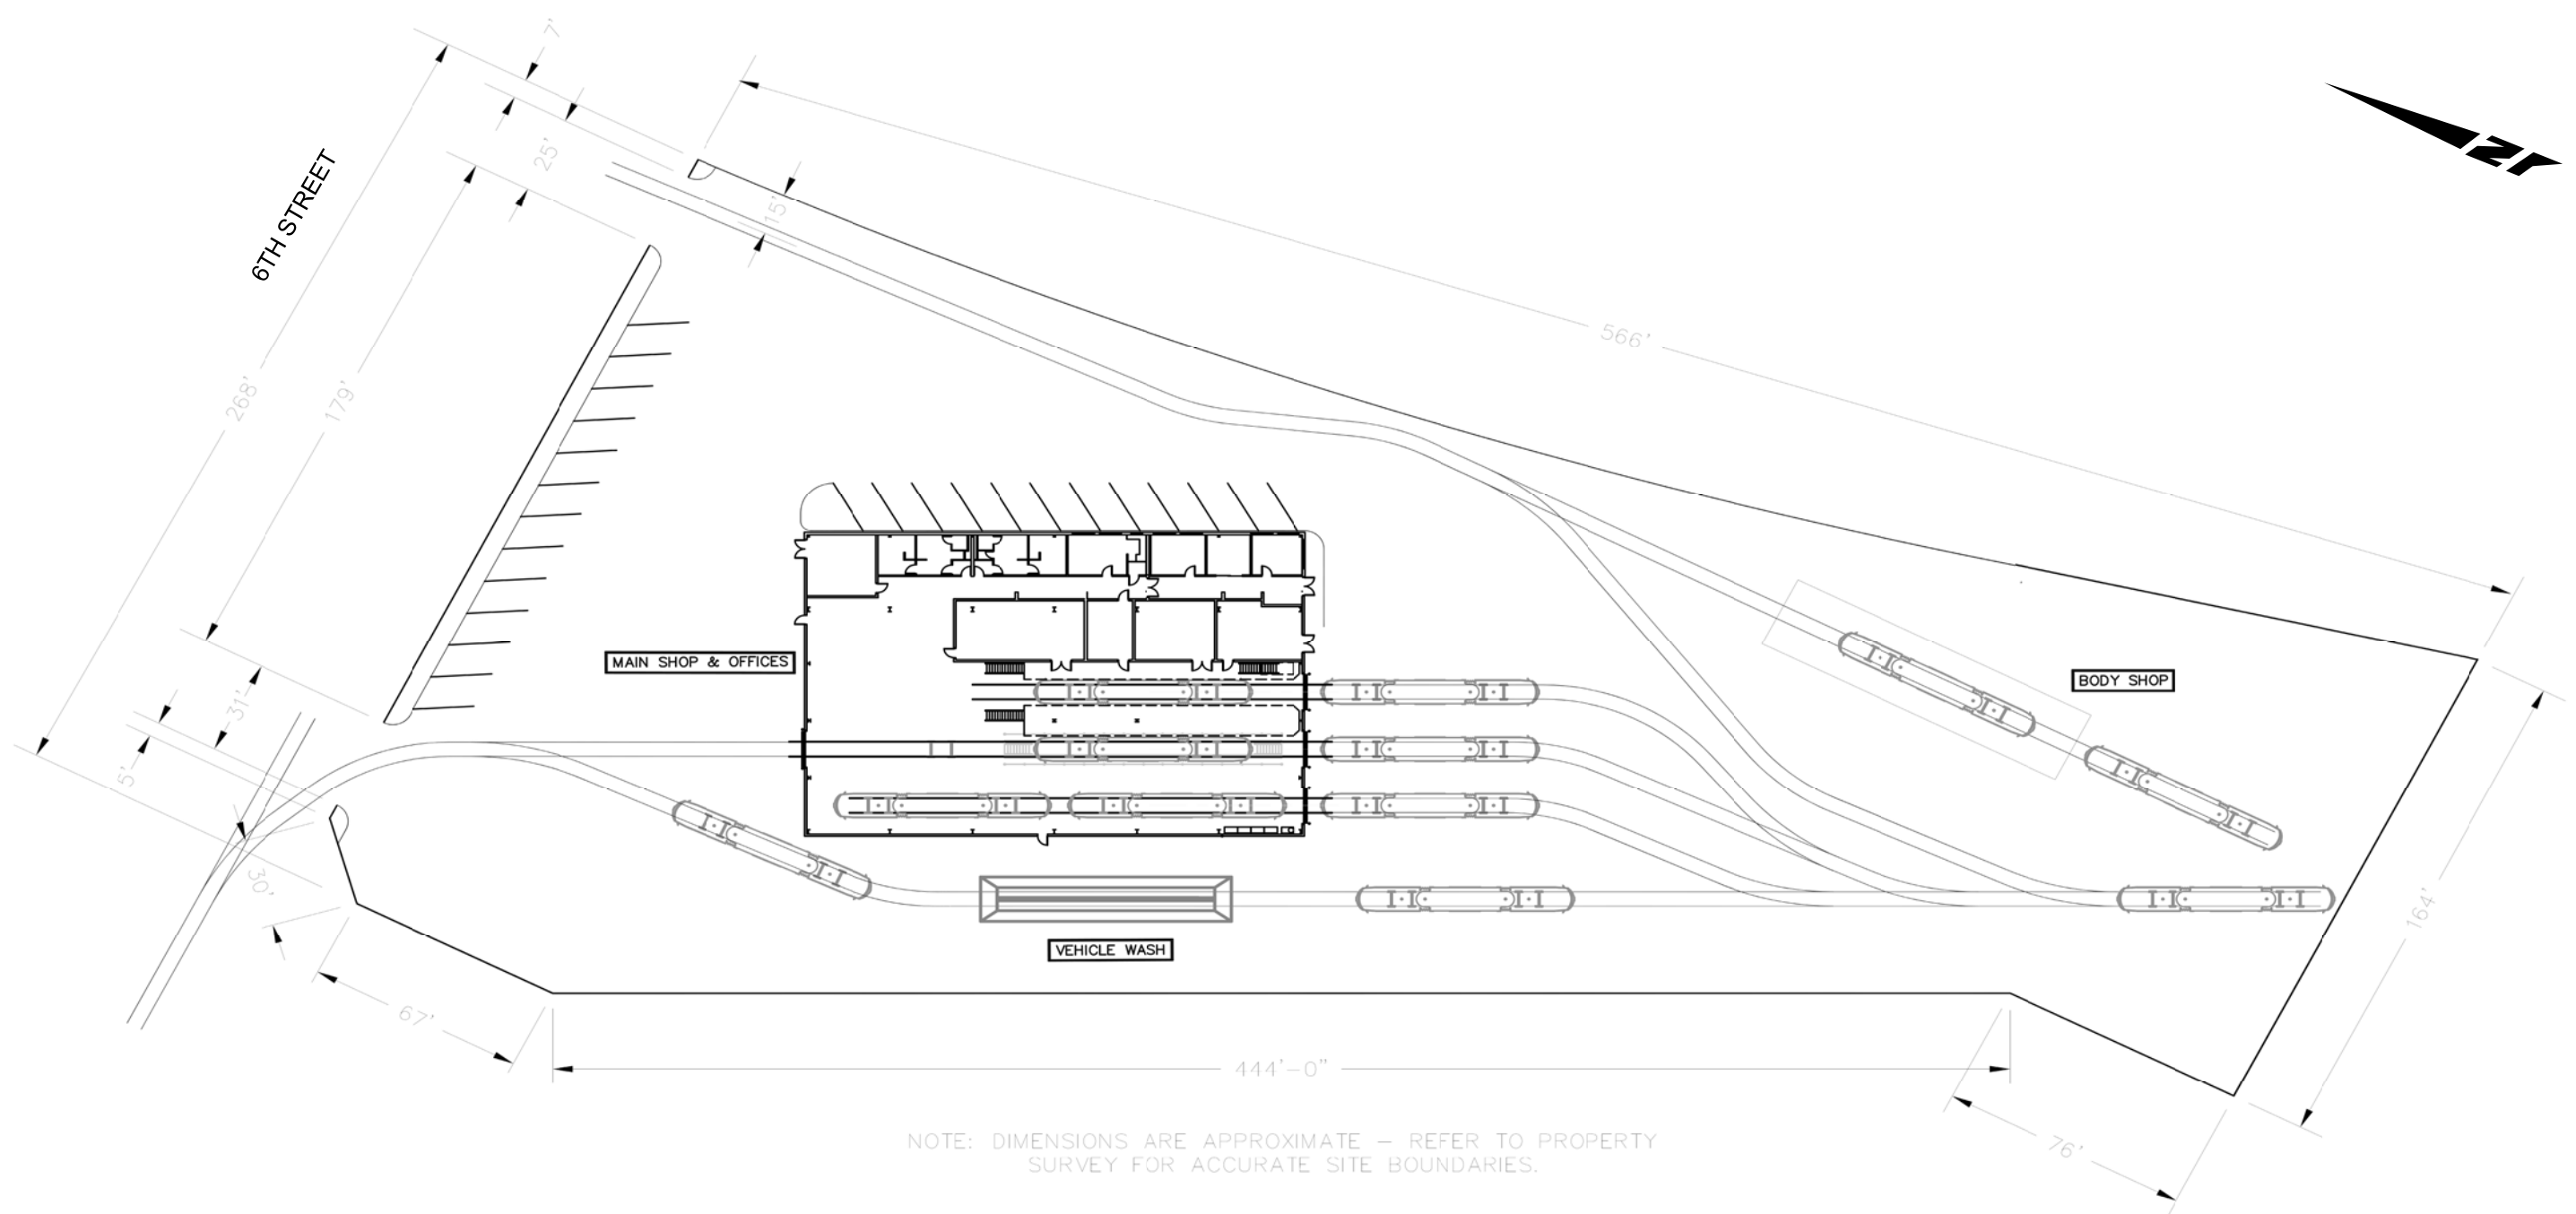 7'
25'
15'
6TH STREET
N
566'
268'
179'
MAIN SHOP & OFFICES
BODY SHOP
31'
5'
30'
164'
VEHICLE WASH
67'
444'-0"
76'
NOTE: DIMENSIONS ARE APPROXIMATE – REFER TO PROPERTY
SURVEY FOR ACCURATE SITE BOUNDARIES.